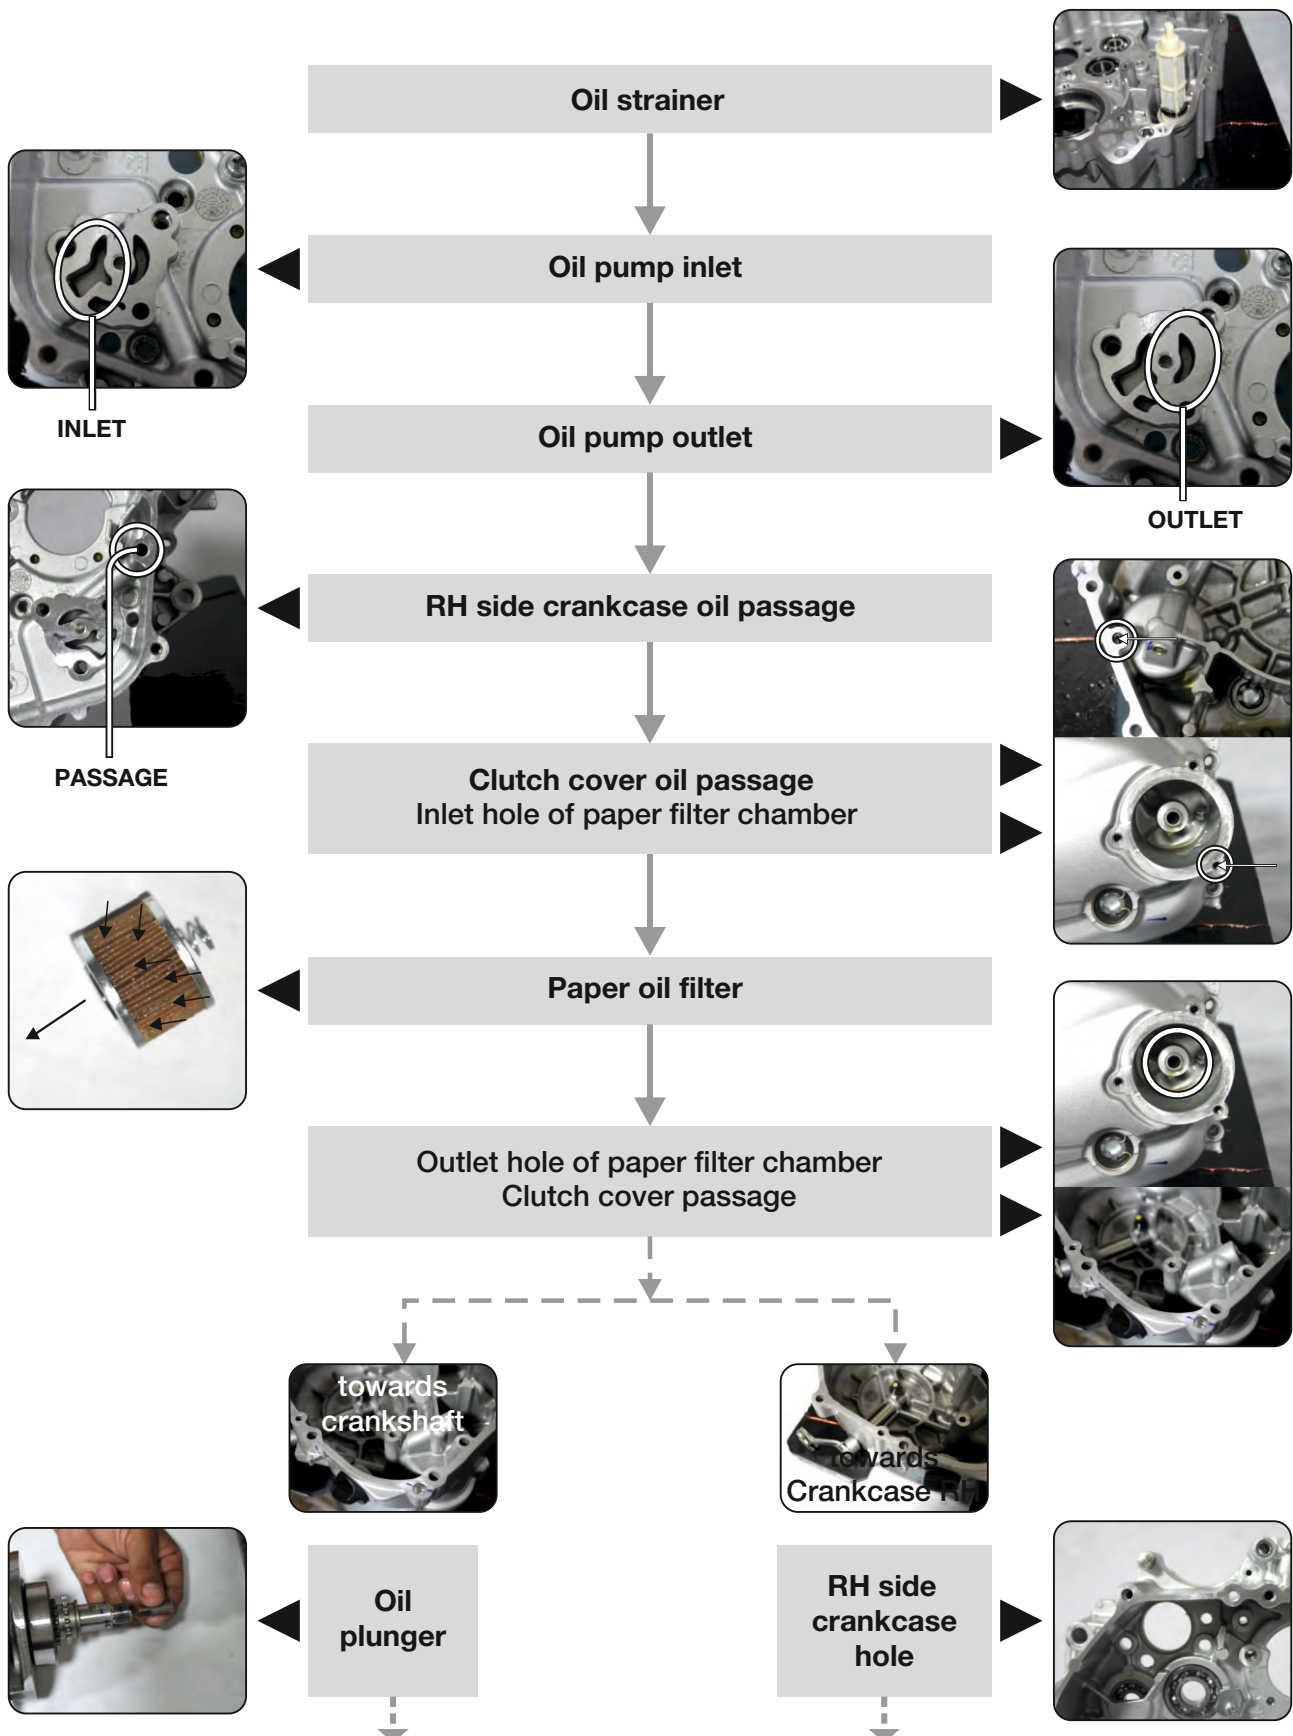 Oil strainer
Oil pump inlet
INLET
Oil pump outlet
OUTLET
RH side crankcase oil passage
PASSAGE
Clutch cover oil passage
Inlet hole of paper filter chamber
Paper oil filter
Outlet hole of paper filter chamber
Clutch cover passage
towards
crankshaft
towards
Crankcase RH
Oil
plunger
RH side
crankcase
hole